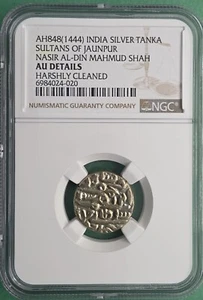 AH848(1444) INDIA SILVER TANKA
SULTANS OF JAUNPUR
NASIR AL-DIN MAHMUD SHAH
AU DETAILS
HARSHLY CLEANED
6984024-020
NUMISMATIC GUARANTY COMPANY
NGC